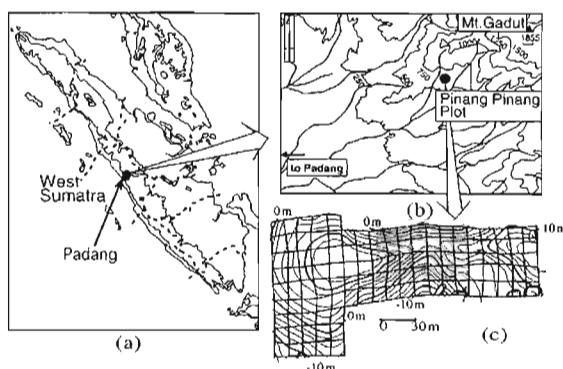 West
Sumatra
Padang
(a)
Mt.Gadut
1855
1500
1000
750
Pinang Pinang
Plot
to Padang
(b)
0m
0m
10m
-10m
0m
0 30m
(c)
-10m